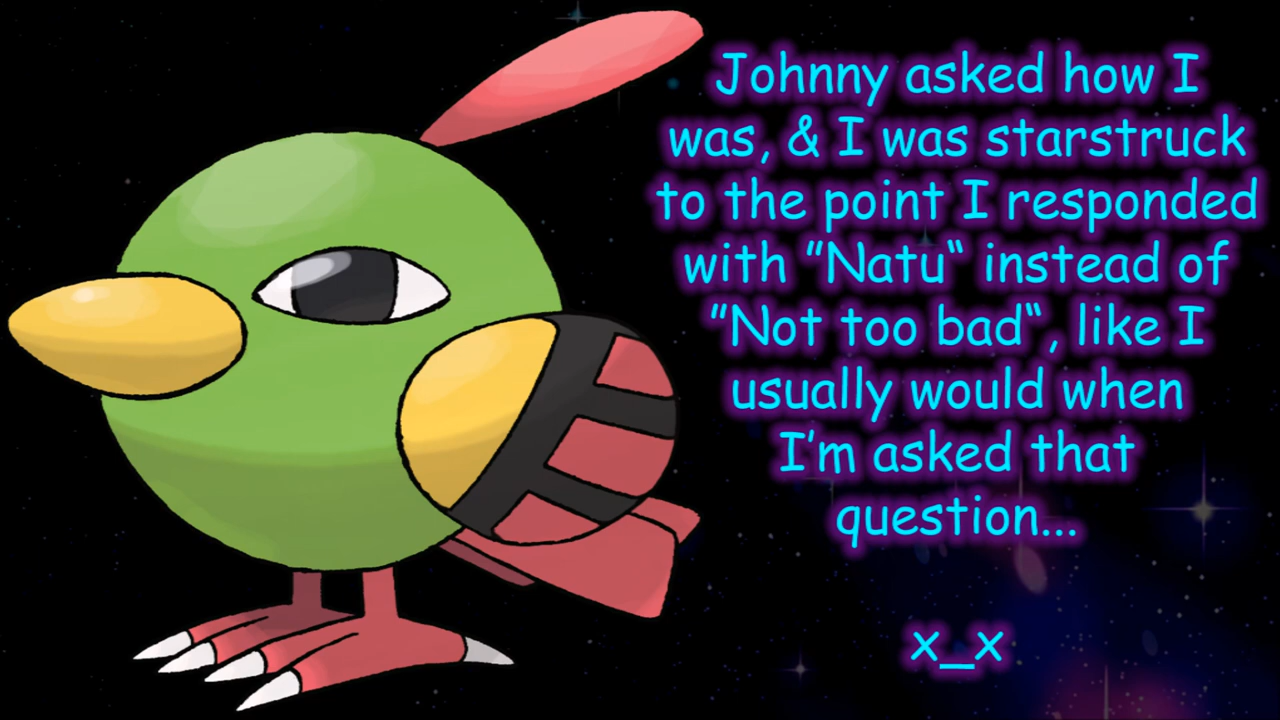 Johnny asked how I
was, & I was starstruck
to the point I responded
with ”Natu“ instead of
”Not too bad“, like I
usually would when
I’m asked that
question...
x_x